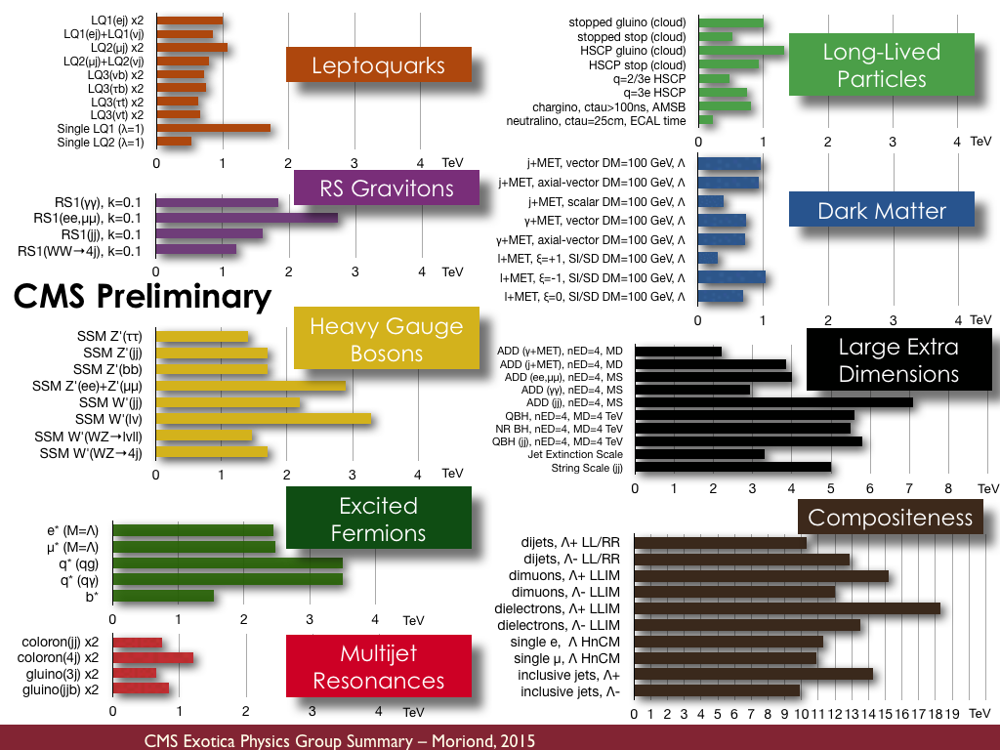 LQ1(ej) x2
LQ1(ej)+LQ1(νj)
LQ2(μj) x2
LQ2(μj)+LQ2(νj)
LQ3(νb) x2
LQ3(τb) x2
LQ3(τt) x2
LQ3(vt) x2
Single LQ1 (λ=1)
Single LQ2 (λ=1)
0 1 2 3 4 TeV
Leptoquarks
RS Gravitons
RS1(γγ), k=0.1
RS1(ee,μμ), k=0.1
RS1(jj), k=0.1
RS1(WW→4j), k=0.1
0 1 2 3 4 TeV
CMS Preliminary
Heavy Gauge
Bosons
SSM Z'(ττ)
SSM Z'(jj)
SSM Z'(bb)
SSM Z'(ee)+Z'(μμ)
SSM W'(jj)
SSM W'(lv)
SSM W'(WZ→lvll)
SSM W'(WZ→4j)
0 1 2 3 4 TeV
Excited
Fermions
e* (M=Λ)
μ* (M=Λ)
q* (qg)
q* (qγ)
b*
0 1 2 3 4 TeV
coloron(jj) x2
coloron(4j) x2
gluino(3j) x2
gluino(jjb) x2
0 1 2 3 4 TeV
Multijet
Resonances
stopped gluino (cloud)
stopped stop (cloud)
HSCP gluino (cloud)
HSCP stop (cloud)
q=2/3e HSCP
q=3e HSCP
chargino, ctau>100ns, AMSB
neutralino, ctau=25cm, ECAL time
0 1 2 3 4 TeV
Long-Lived
Particles
j+MET, vector DM=100 GeV, Λ
j+MET, axial-vector DM=100 GeV, Λ
j+MET, scalar DM=100 GeV, Λ
γ+MET, vector DM=100 GeV, Λ
γ+MET, axial-vector DM=100 GeV, Λ
l+MET, ξ=+1, SI/SD DM=100 GeV, Λ
l+MET, ξ=-1, SI/SD DM=100 GeV, Λ
l+MET, ξ=0, SI/SD DM=100 GeV, Λ
0 1 2 3 4 TeV
Dark Matter
Large Extra
Dimensions
ADD (γ+MET), nED=4, MD
ADD (j+MET), nED=4, MD
ADD (ee,μμ), nED=4, MS
ADD (γγ), nED=4, MS
ADD (jj), nED=4, MS
QBH, nED=4, MD=4 TeV
NR BH, nED=4, MD=4 TeV
QBH (jj), nED=4, MD=4 TeV
Jet Extinction Scale
String Scale (jj)
0 1 2 3 4 5 6 7 8 TeV
Compositeness
dijets, Λ+ LL/RR
dijets, Λ- LL/RR
dimuons, Λ+ LLIM
dimuons, Λ- LLIM
dielectrons, Λ+ LLIM
dielectrons, Λ- LLIM
single e, Λ HnCM
single μ, Λ HnCM
inclusive jets, Λ+
inclusive jets, Λ-
0 1 2 3 4 5 6 7 8 9 10 11 12 13 14 15 16 17 18 19 TeV
CMS Exotica Physics Group Summary – Moriond, 2015